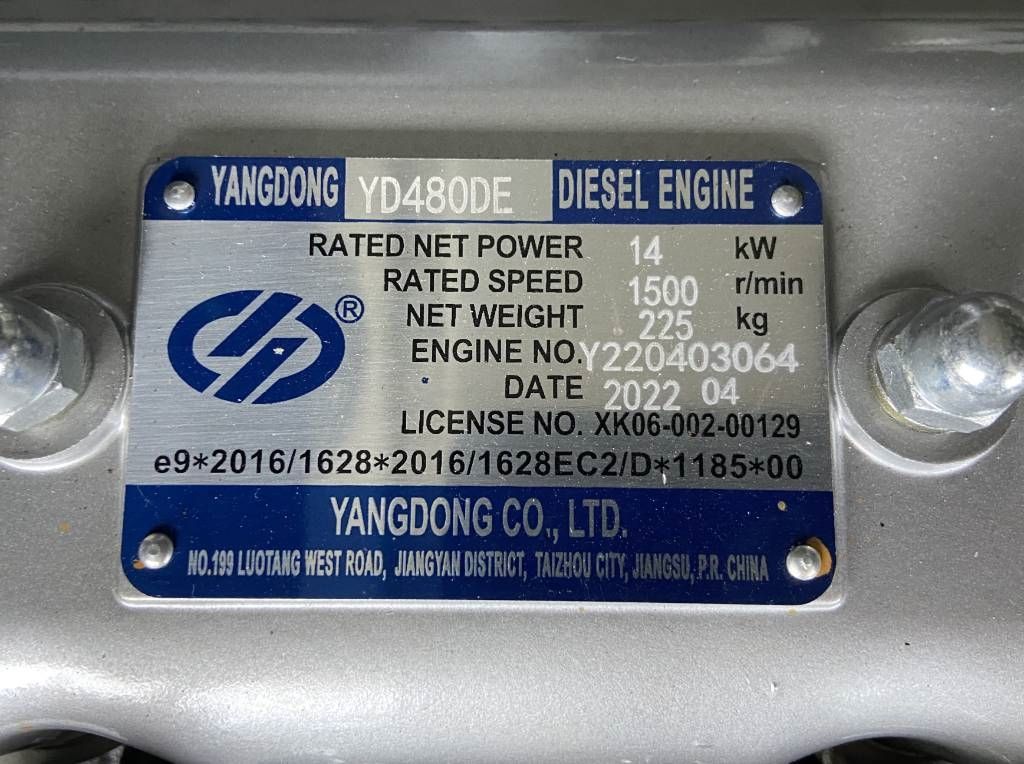 YANGDONG YD480DE DIESEL ENGINE
RATED NET POWER 14 kW
RATED SPEED 1500 r/min
NET WEIGHT 225 kg
ENGINE NO. Y220403064
DATE 2022 04
LICENSE NO. XK06-002-00129
e9*2016/1628*2016/1628EC2/D*1185*00
YANGDONG CO., LTD.
NO.199 LUOTANG WEST ROAD, JIANGYAN DISTRICT, TAIZHOU CITY, JIANGSU, P.R. CHINA
®